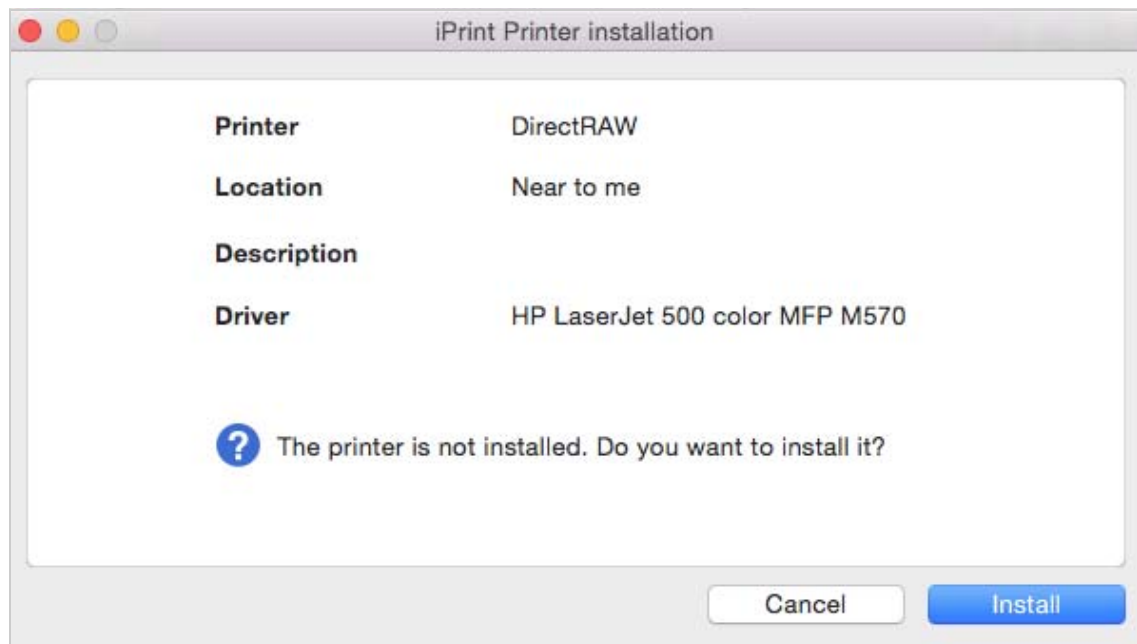 iPrint Printer installation
Printer DirectRAW
Location Near to me
Description
Driver HP LaserJet 500 color MFP M570
? The printer is not installed. Do you want to install it?
Cancel Install